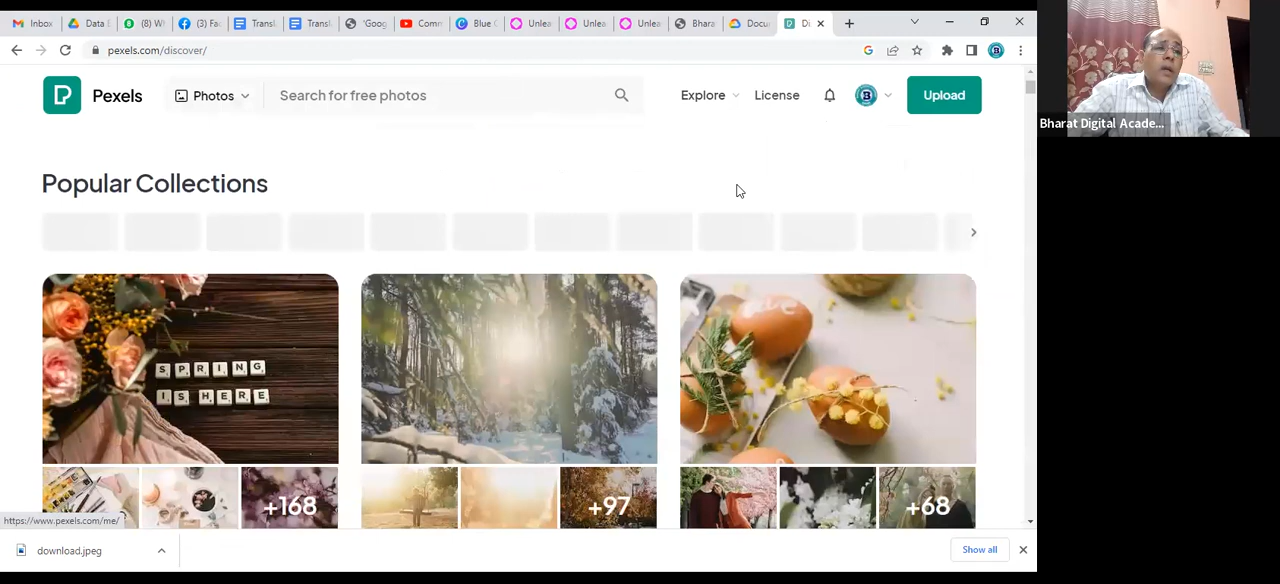 Inbox
Data
(8) W
(3) Fa
Transl
Transl
'Goog
Comm
Blue C
Unlea
Unlea
Unlea
Bhara
Docu
Di
pexels.com/discover/
Pexels
Photos
Search for free photos
Explore
License
B
Upload
Bharat Digital Acade...
Popular Collections
SPRING
IS HERE
+168
+97
+68
https://www.pexels.com/me/
download.jpeg
Show all